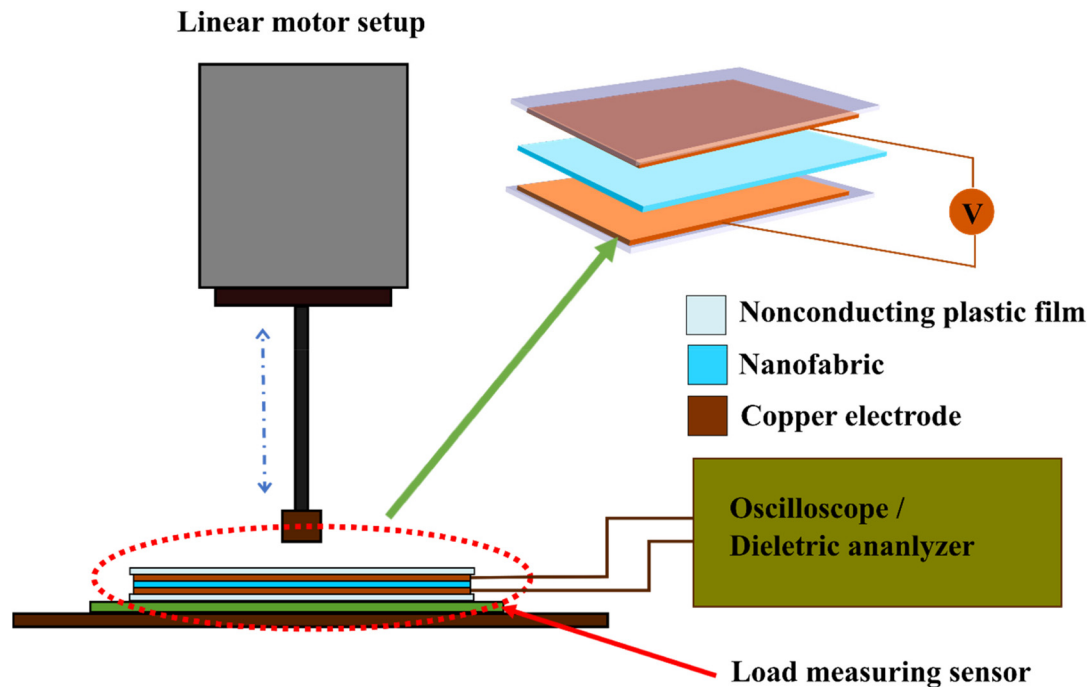 Linear motor setup
V
Nonconducting plastic film
Nanofabric
Copper electrode
Oscilloscope /
Dieletric ananlyzer
Load measuring sensor